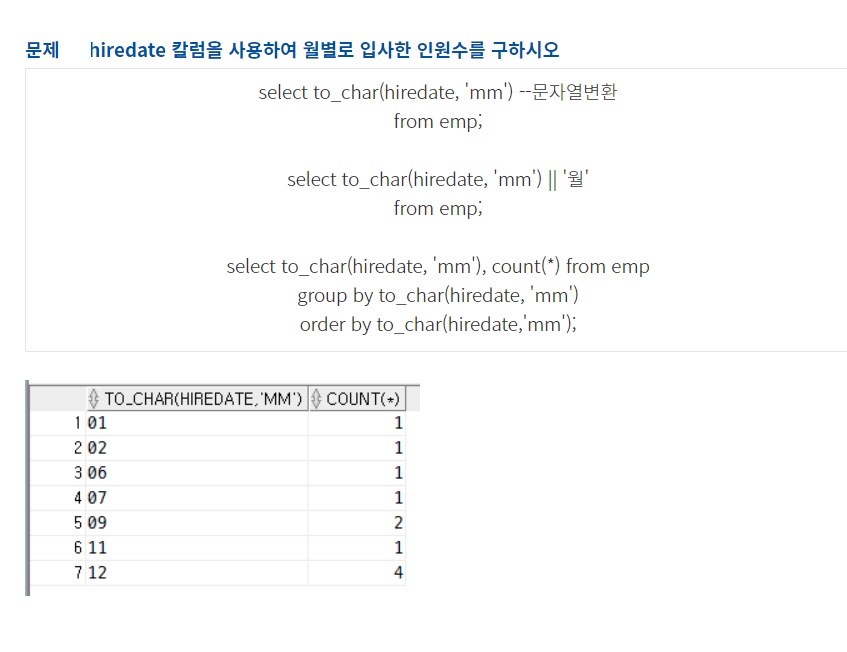 문제 hiredate 칼럼을 사용하여 월별로 입사한 인원수를 구하시오
select to_char(hiredate, 'mm') --문자열변환
from emp;
select to_char(hiredate, 'mm') || '월'
from emp;
select to_char(hiredate, 'mm'), count(*) from emp
group by to_char(hiredate, 'mm')
order by to_char(hiredate,'mm');
TO_CHAR(HIREDATE,'MM') COUNT(*)
1 01 1
2 02 1
3 06 1
4 07 1
5 09 2
6 11 1
7 12 4